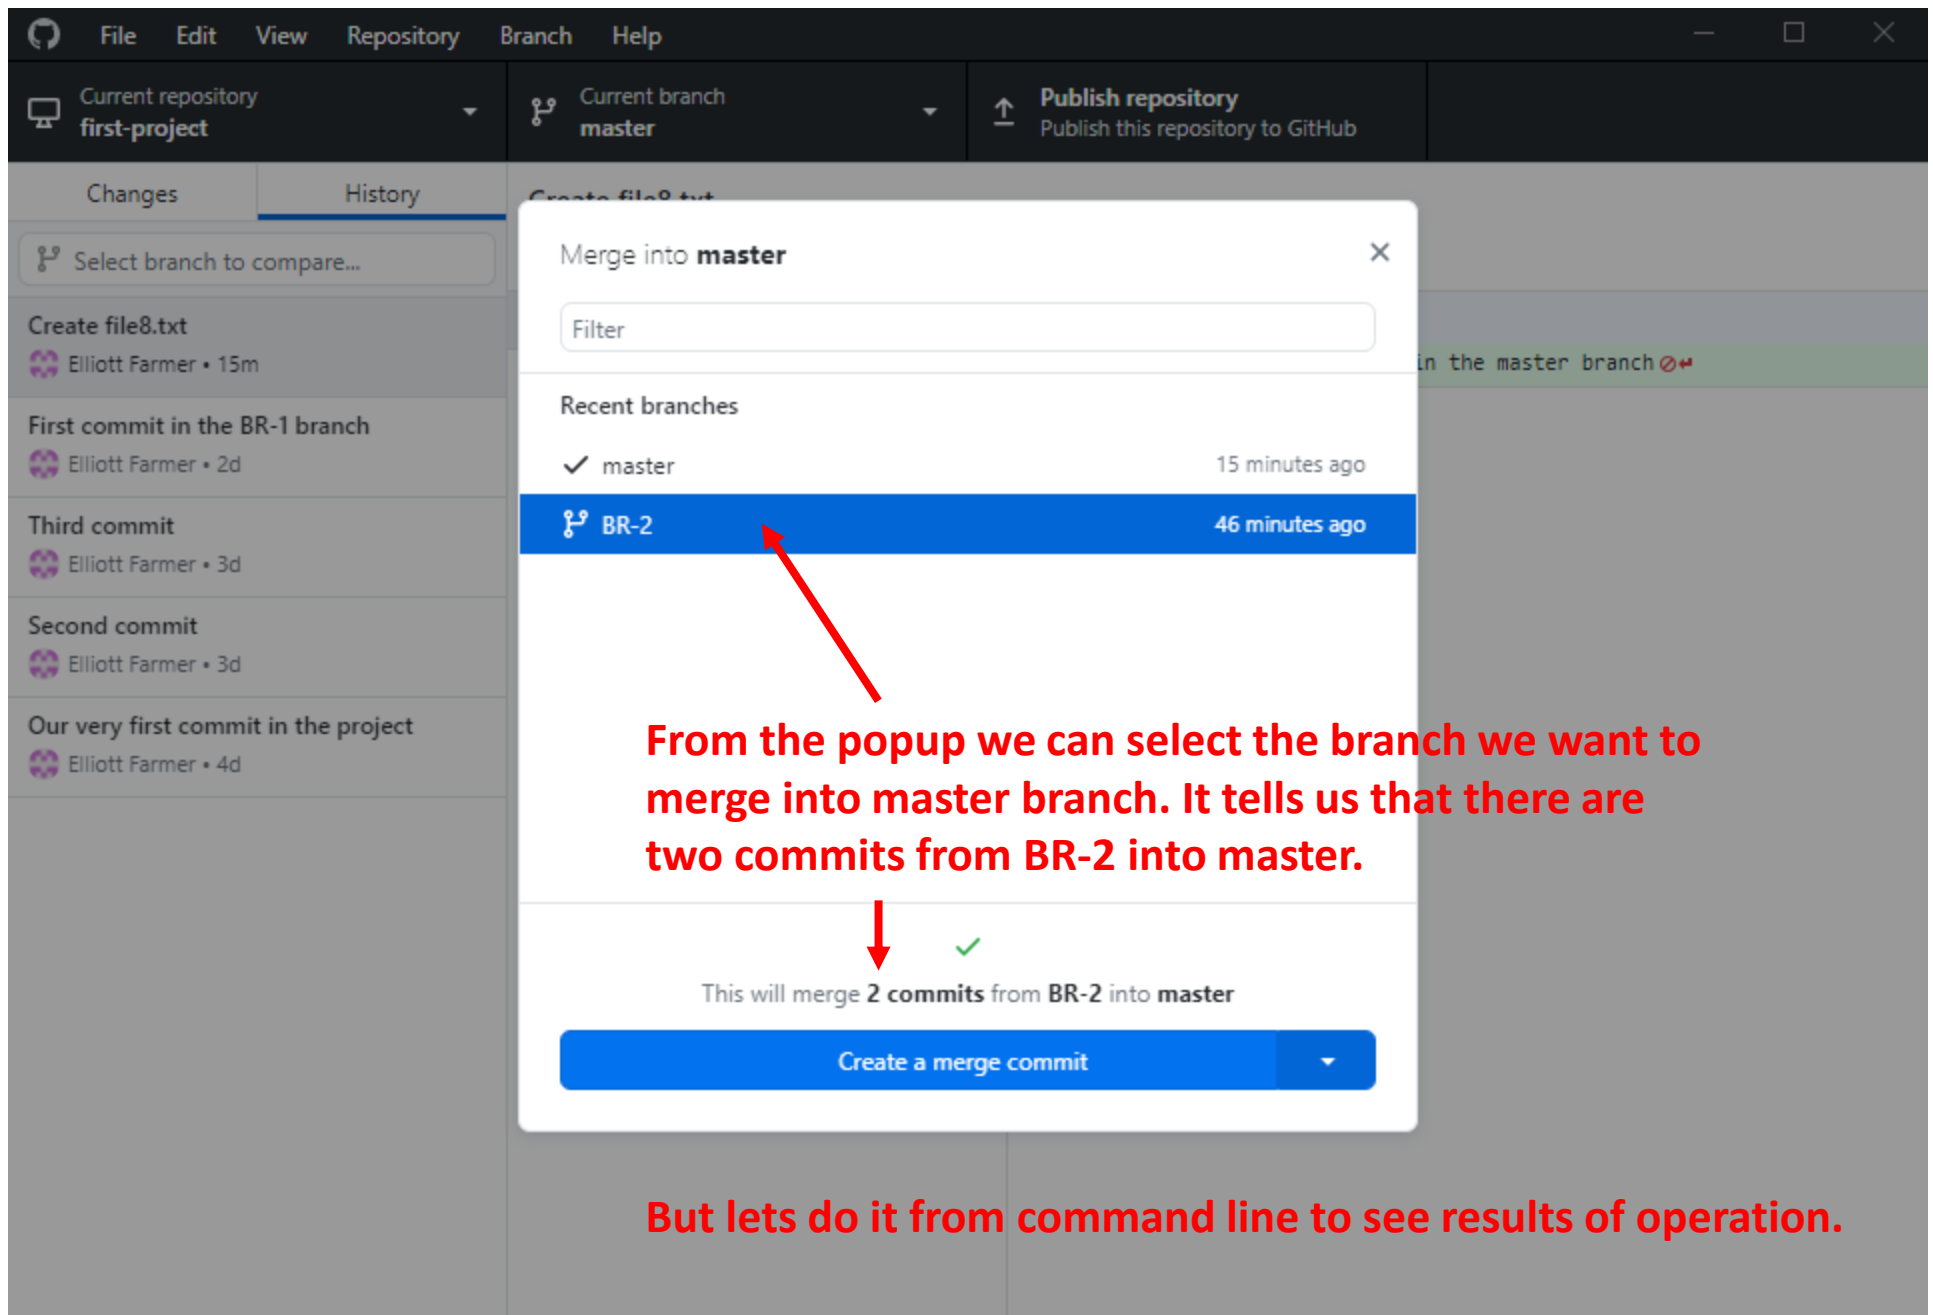 File Edit View Repository Branch Help
Current repository
first-project
Current branch
master
Publish repository
Publish this repository to GitHub
Changes History
Select branch to compare...
Create file8.txt
Elliott Farmer • 15m
First commit in the BR-1 branch
Elliott Farmer • 2d
Third commit
Elliott Farmer • 3d
Second commit
Elliott Farmer • 3d
Our very first commit in the project
Elliott Farmer • 4d
Create file8.txt
in the master branch
Merge into master
Filter
Recent branches
master 15 minutes ago
BR-2 46 minutes ago
From the popup we can select the branch we want to
merge into master branch. It tells us that there are
two commits from BR-2 into master.
This will merge 2 commits from BR-2 into master
Create a merge commit
But lets do it from command line to see results of operation.